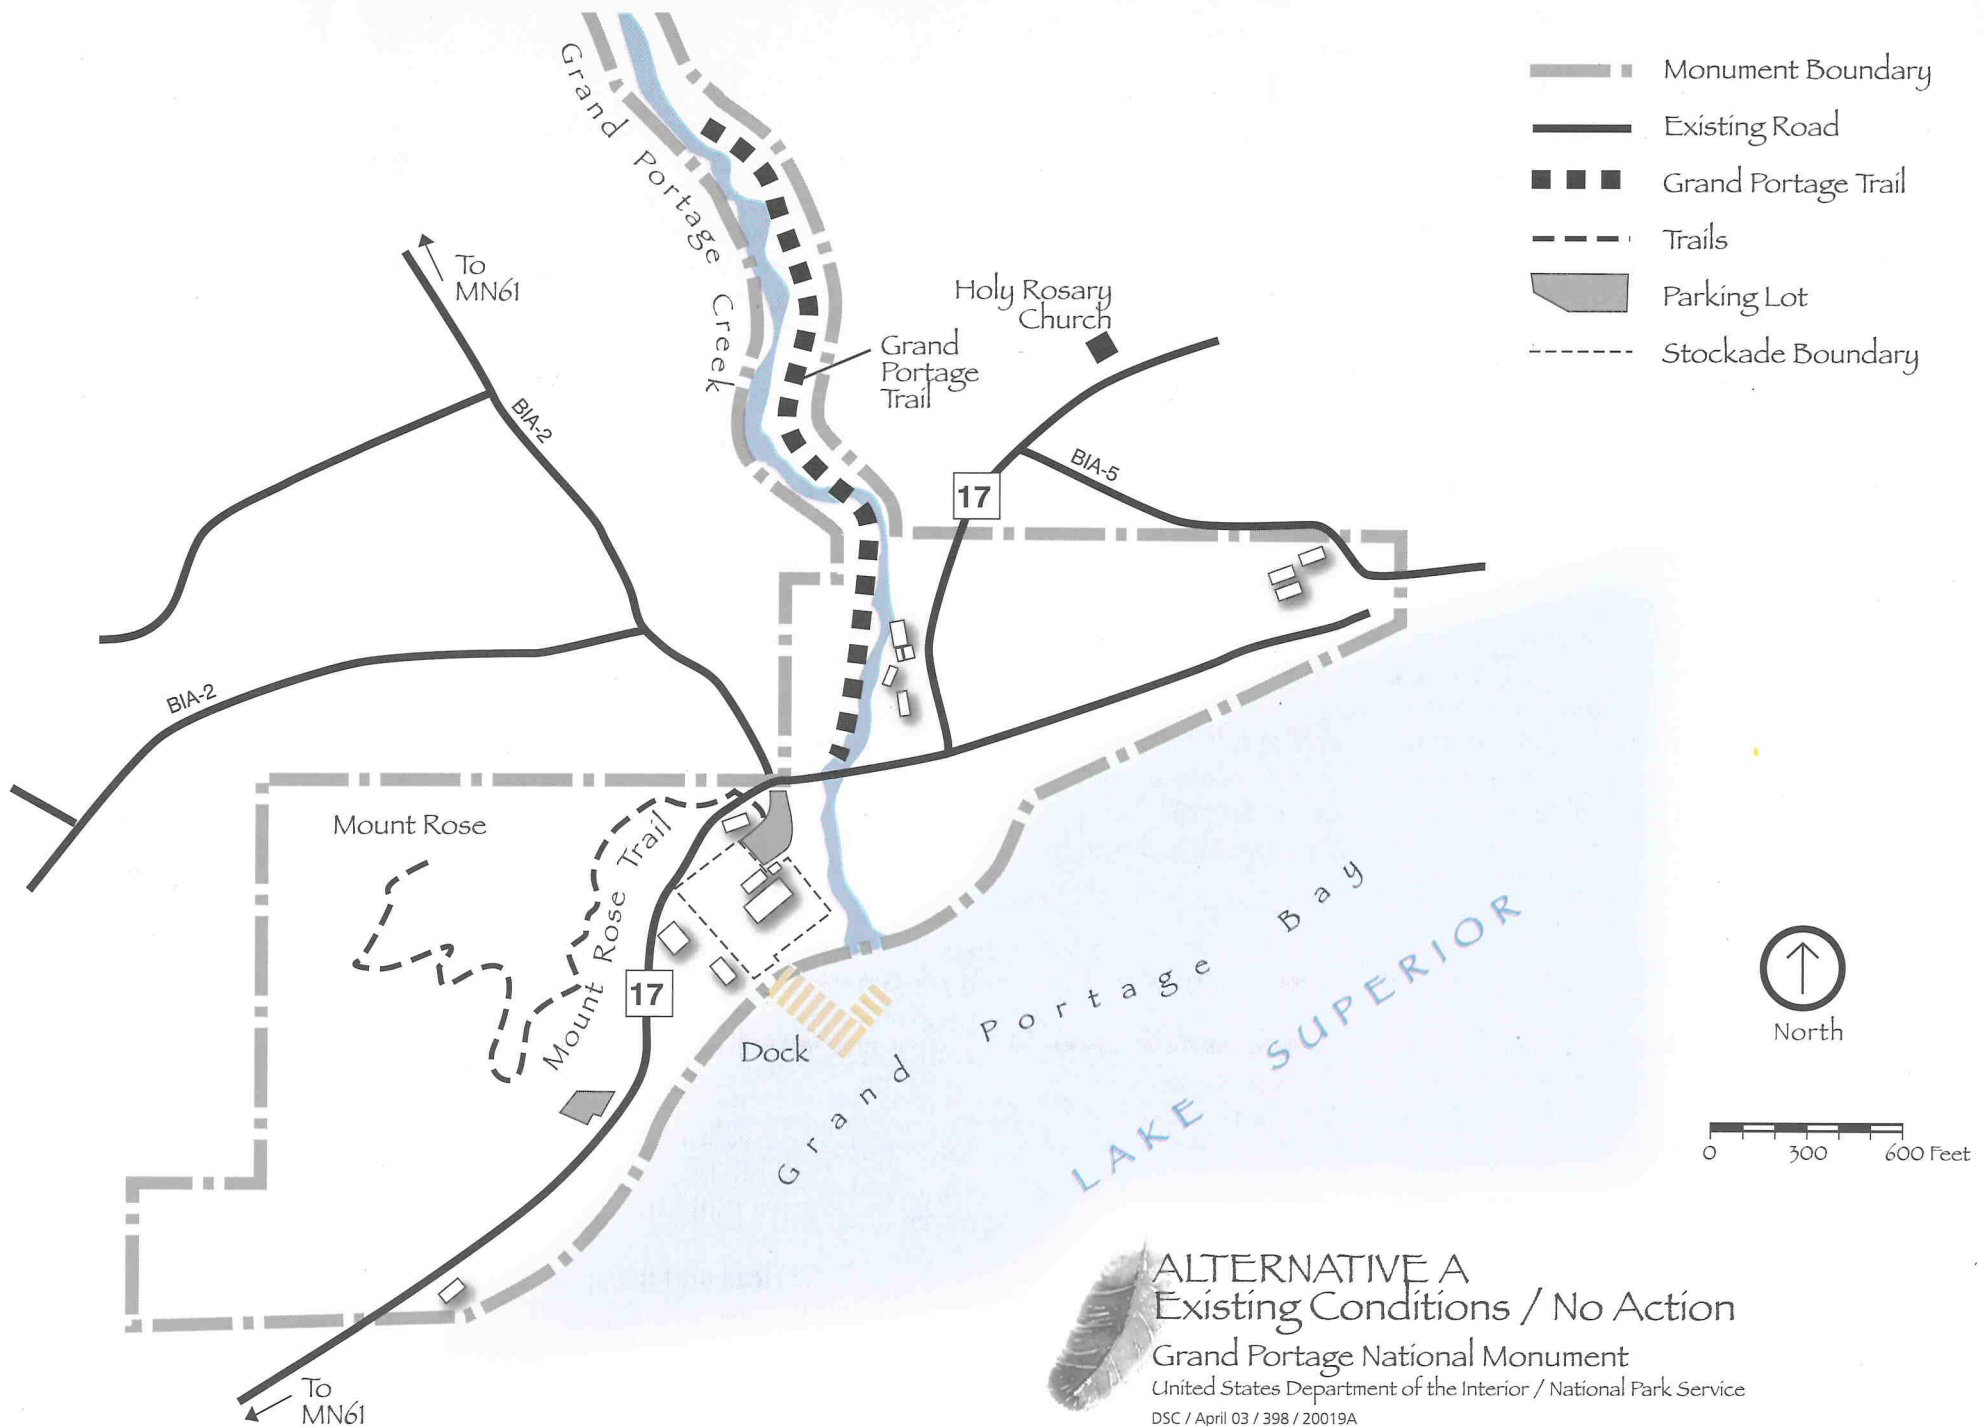 Monument Boundary
Existing Road
Grand Portage Trail
Trails
Parking Lot
Stockade Boundary
Grand Portage Creek
To
MN61
Holy Rosary
Church
Grand
Portage
Trail
BIA-2
BIA-5
17
BIA-2
Mount Rose
Mount Rose Trail
17
Dock
Grand Portage Bay
LAKE SUPERIOR
North
0 300 600 Feet
To
MN61
ALTERNATIVE A
Existing Conditions / No Action
Grand Portage National Monument
United States Department of the Interior / National Park Service
DSC / April 03 / 398 / 20019A